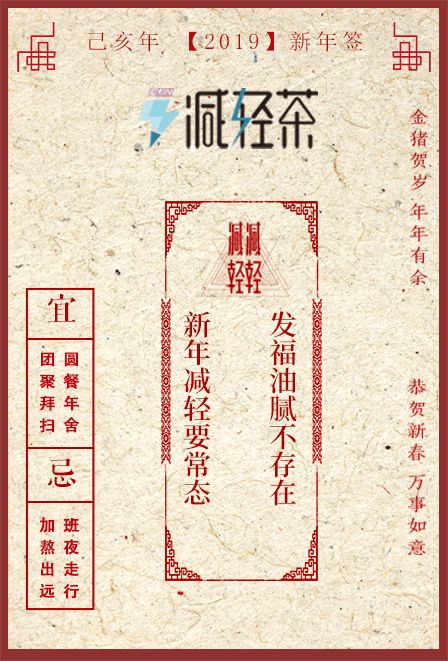 己亥年 【2019】新年签
减轻茶
金猪贺岁 年年有余
恭贺新春 万事如意
减轻
减轻
发福油腻不存在
新年减轻要常态
宜
圆餐年舍
团聚拜扫
忌
班夜走行
加熬出远